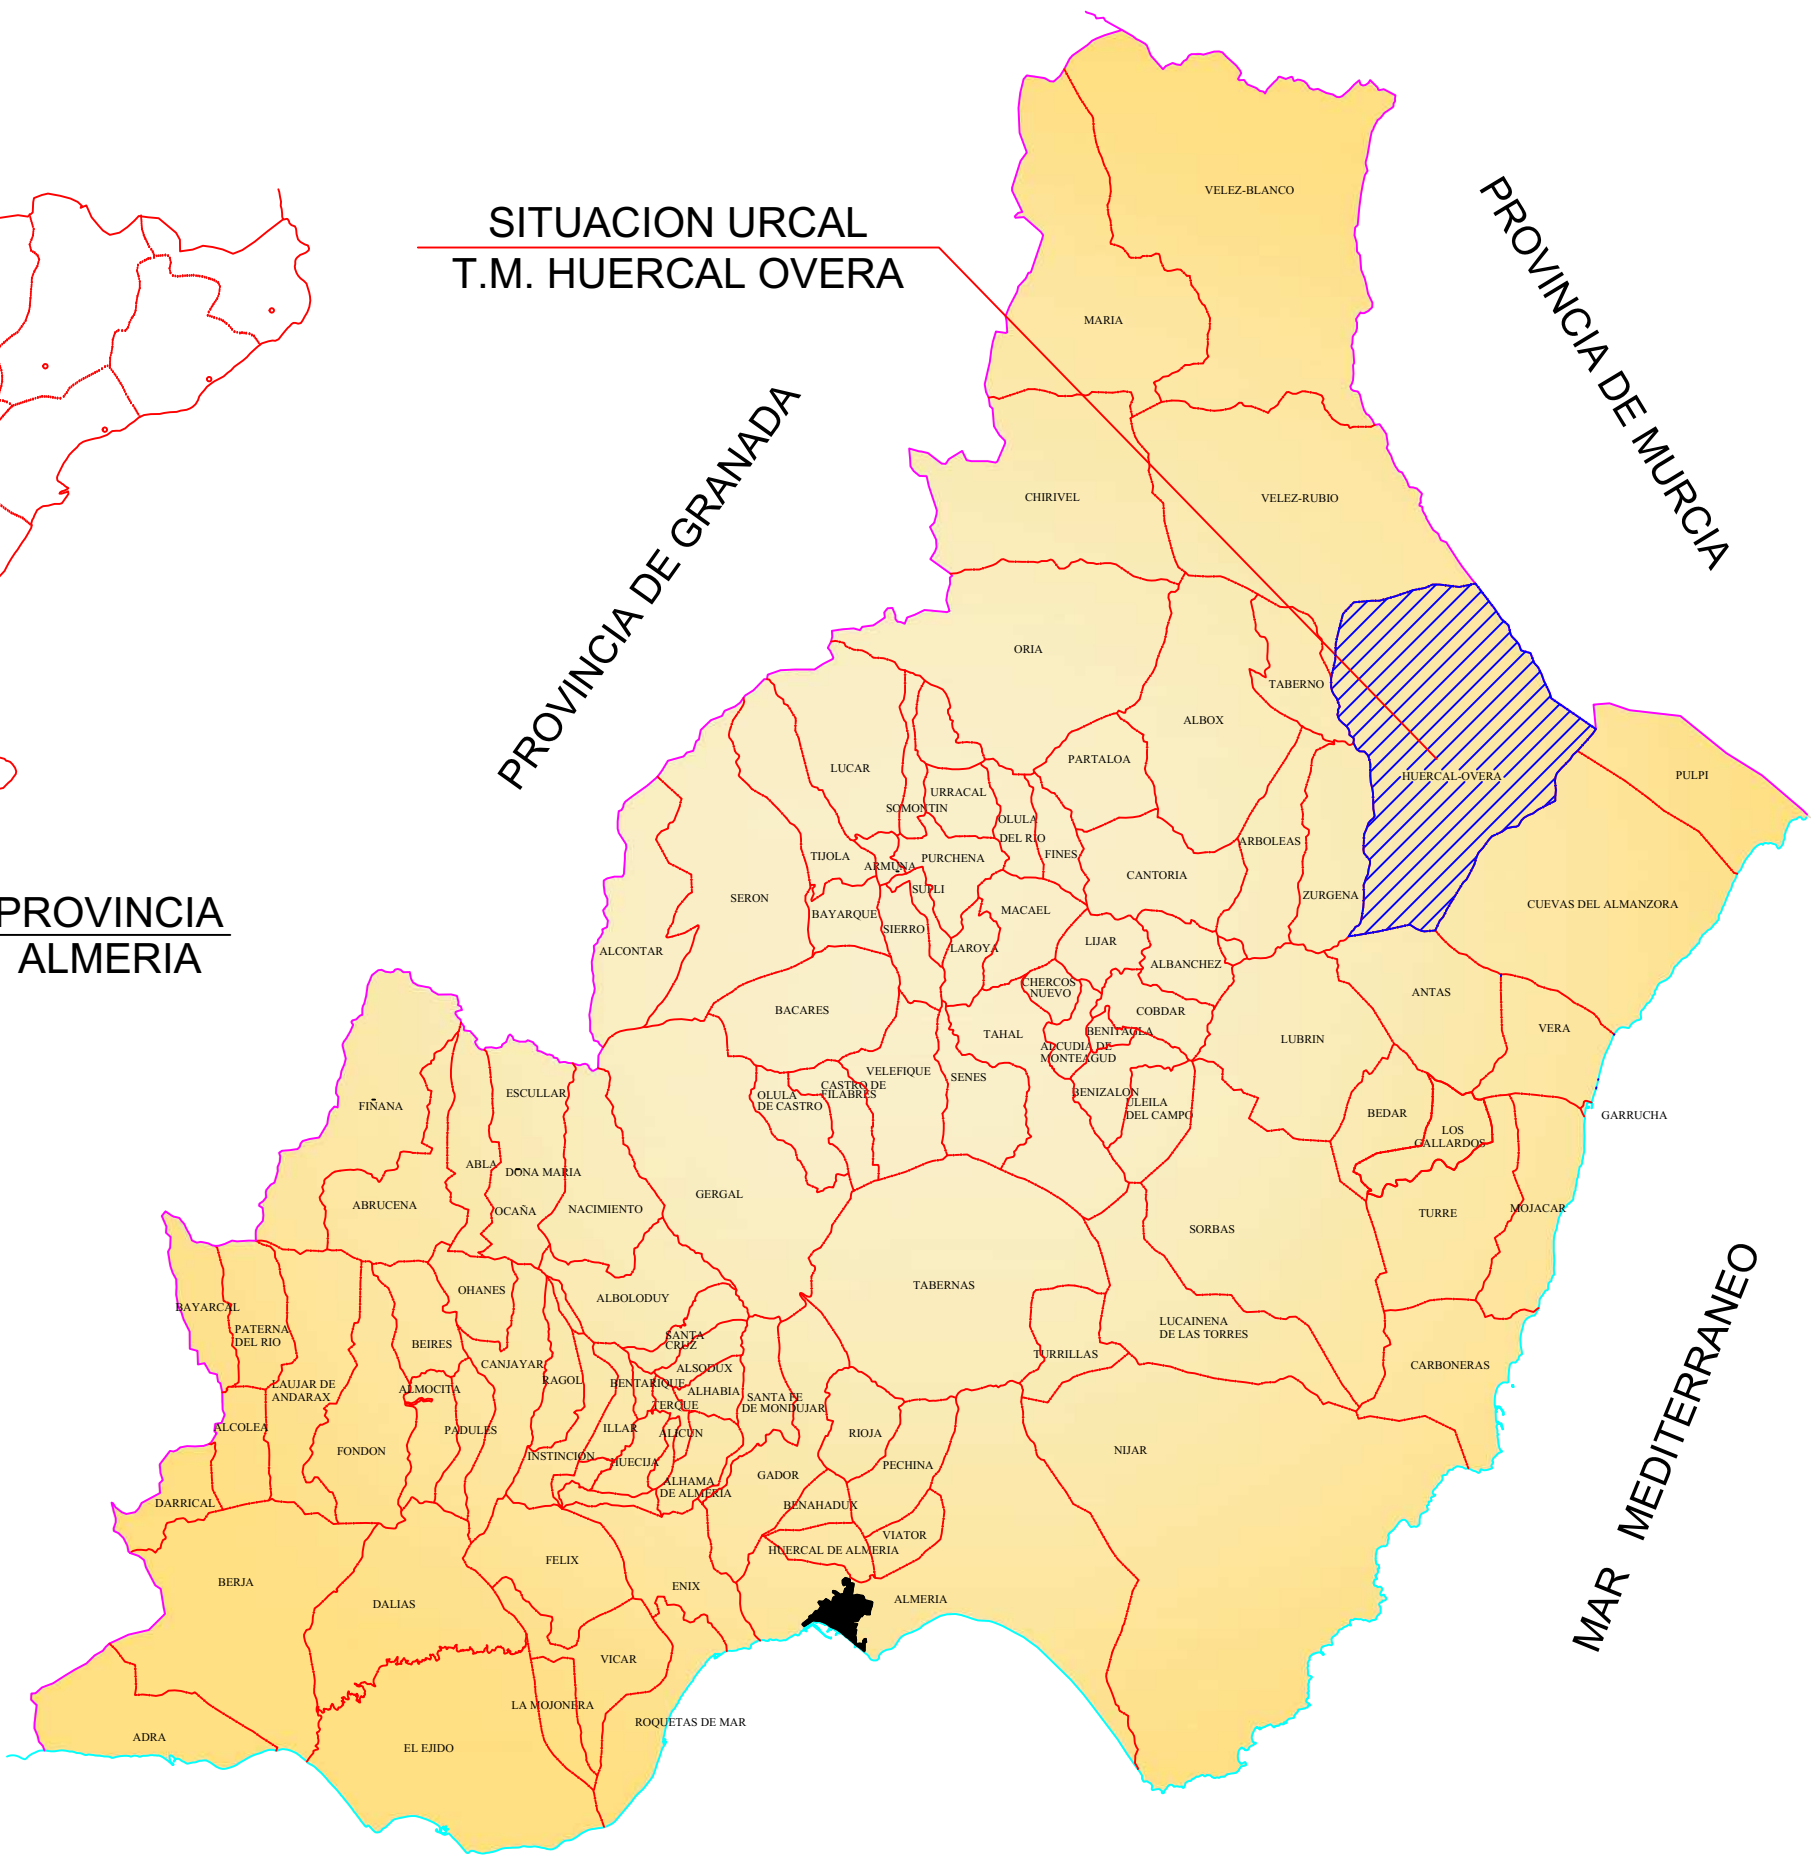 SITUACION URCAL
T.M. HUERCAL OVERA
PROVINCIA DE GRANADA
PROVINCIA DE MURCIA
MAR MEDITERRANEO
PROVINCIA
ALMERIA
VELEZ-BLANCO
MARIA
CHIRIVEL
VELEZ-RUBIO
ORIA
TABERNO
ALBOX
PARTALOA
LUCAR
HUERCAL-OVERA
PULPI
URRACAL
SOMONTIN
OLULA
DEL RIO
FINES
ARBOLEAS
TIJOLA
ARMUÑA
PURCHENA
CANTORIA
SERON
SUFLI
ZURGENA
CUEVAS DEL ALMANZORA
BAYARQUE
SIERRO
MACAEL
ALCONTAR
LAROYA
LIJAR
ALBANCHEZ
CHERCOS
NUEVO
ANTAS
BACARES
COBDAR
TAHAL
BENITAGLA
VERA
LUBRIN
ALCUDIA DE
MONTEAGUD
VELEFIQUE
SENES
CASTRO DE
FILABRES
OLULA
DE CASTRO
BENIZALON
ULEILA
DEL CAMPO
ESCULLAR
FIÑANA
BEDAR
GARRUCHA
LOS
GALLARDOS
ABLA
DOÑA MARIA
ABRUCENA
OCAÑA
NACIMIENTO
GERGAL
TURRE
MOJACAR
SORBAS
TABERNAS
OHANES
ALBOLODUY
BAYARCAL
PATERNA
DEL RIO
BEIRES
SANTA
CRUZ
LUCAINENA
DE LAS TORRES
TURRILLAS
CANJAYAR
ALSODUX
CARBONERAS
RAGOL
BENTARIQUE
LAUJAR DE
ANDARAX
ALMOCITA
ALHABIA
SANTA FE
DE MONDUJAR
TERQUE
ALCOLEA
PADULES
ILLAR
ALICUN
RIOJA
FONDON
INSTINCION
HUECIJA
NIJAR
GADOR
PECHINA
ALHAMA
DE ALMERIA
DARRICAL
BENAHADUX
VIATOR
HUERCAL DE ALMERIA
FELIX
BERJA
ENIX
DALIAS
ALMERIA
VICAR
LA MOJONERA
ROQUETAS DE MAR
ADRA
EL EJIDO